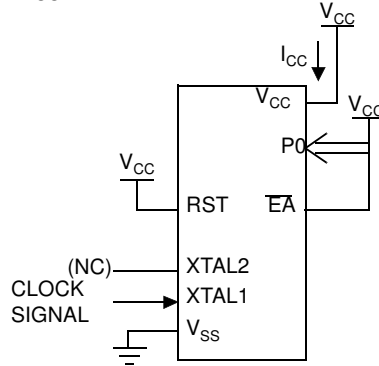 VCC
ICC
VCC
VCC
P0
VCC
RST
EA
(NC)
XTAL2
CLOCK
SIGNAL
XTAL1
VSS